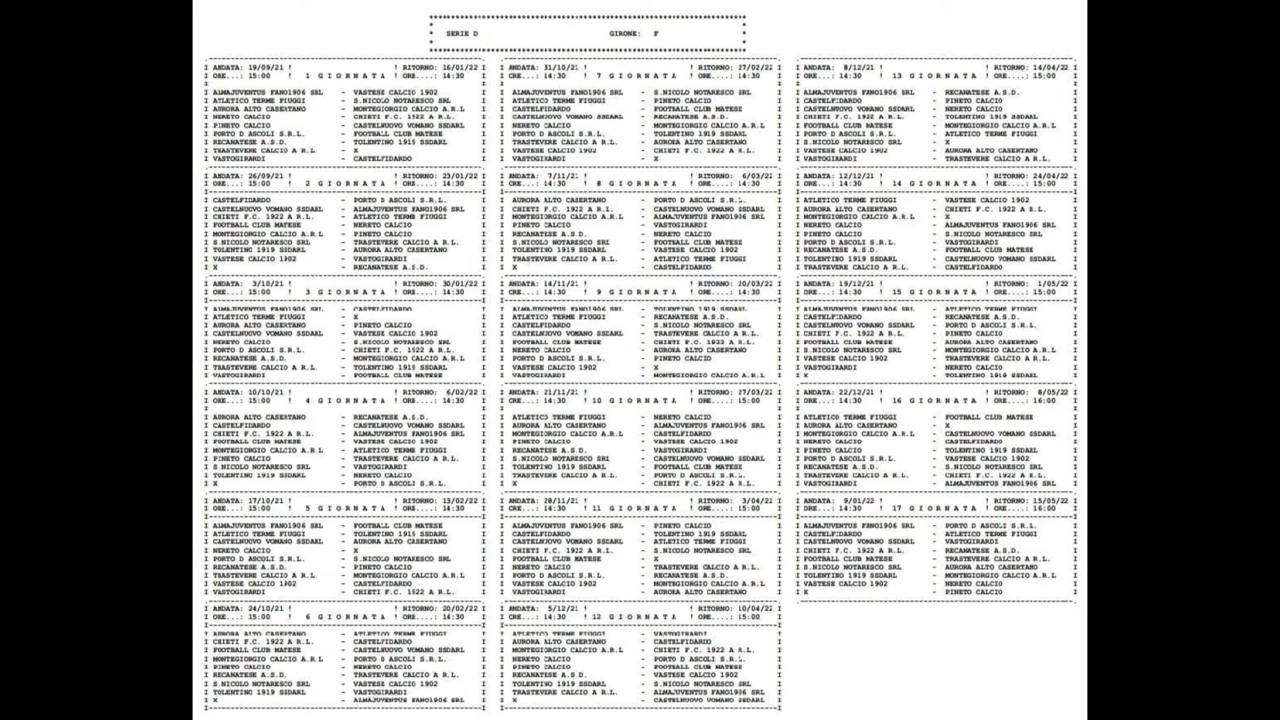 SERIE D GIRONE: F
ANDATA: 19/09/21 ! ! RITORNO: 16/01/22
ORE...: 15:00 ! 1 G I O R N A T A ! ORE....: 14:30
ALMAJUVENTUS FANO1906 SRL - VASTESE CALCIO 1902
ATLETICO TERME FIUGGI - S.NICOLO NOTARESCO SRL
AURORA ALTO CASERTANO - MONTEGIORGIO CALCIO A.R.L
NERETO CALCIO - CHIETI F.C. 1922 A R.L.
PINETO CALCIO - CASTELNUOVO VOMANO SSDARL
PORTO D ASCOLI S.R.L. - FOOTBALL CLUB MATESE
RECANATESE A.S.D. - TOLENTINO 1919 SSDARL
TRASTEVERE CALCIO A R.L. - X
VASTOGIRARDI - CASTELFIDARDO
ANDATA: 26/09/21 ! ! RITORNO: 23/01/22
ORE...: 15:00 ! 2 G I O R N A T A ! ORE....: 14:30
CASTELFIDARDO - PORTO D ASCOLI S.R.L.
CASTELNUOVO VOMANO SSDARL - ALMAJUVENTUS FANO1906 SRL
CHIETI F.C. 1922 A R.L. - ATLETICO TERME FIUGGI
FOOTBALL CLUB MATESE - NERETO CALCIO
MONTEGIORGIO CALCIO A.R.L - PINETO CALCIO
S.NICOLO NOTARESCO SRL - TRASTEVERE CALCIO A R.L.
TOLENTINO 1919 SSDARL - AURORA ALTO CASERTANO
VASTESE CALCIO 1902 - VASTOGIRARDI
X - RECANATESE A.S.D.
ANDATA: 3/10/21 ! ! RITORNO: 30/01/22
ORE...: 15:00 ! 3 G I O R N A T A ! ORE....: 14:30
ALMAJUVENTUS FANO1906 SRL - CASTELFIDARDO
ATLETICO TERME FIUGGI - X
AURORA ALTO CASERTANO - PINETO CALCIO
CASTELNUOVO VOMANO SSDARL - VASTESE CALCIO 1902
NERETO CALCIO - S.NICOLO NOTARESCO SRL
PORTO D ASCOLI S.R.L. - CHIETI F.C. 1922 A R.L.
RECANATESE A.S.D. - MONTEGIORGIO CALCIO A.R.L
TRASTEVERE CALCIO A R.L. - TOLENTINO 1919 SSDARL
VASTOGIRARDI - FOOTBALL CLUB MATESE
ANDATA: 10/10/21 ! ! RITORNO: 6/02/22
ORE...: 15:00 ! 4 G I O R N A T A ! ORE....: 14:30
AURORA ALTO CASERTANO - RECANATESE A.S.D.
CASTELFIDARDO - CASTELNUOVO VOMANO SSDARL
CHIETI F.C. 1922 A R.L. - ALMAJUVENTUS FANO1906 SRL
FOOTBALL CLUB MATESE - VASTESE CALCIO 1902
MONTEGIORGIO CALCIO A.R.L - ATLETICO TERME FIUGGI
PINETO CALCIO - TRASTEVERE CALCIO A R.L.
S.NICOLO NOTARESCO SRL - VASTOGIRARDI
TOLENTINO 1919 SSDARL - NERETO CALCIO
X - PORTO D ASCOLI S.R.L.
ANDATA: 17/10/21 ! ! RITORNO: 13/02/22
ORE...: 15:00 ! 5 G I O R N A T A ! ORE....: 14:30
ALMAJUVENTUS FANO1906 SRL - FOOTBALL CLUB MATESE
ATLETICO TERME FIUGGI - TOLENTINO 1919 SSDARL
CASTELNUOVO VOMANO SSDARL - AURORA ALTO CASERTANO
NERETO CALCIO - X
PORTO D ASCOLI S.R.L. - S.NICOLO NOTARESCO SRL
RECANATESE A.S.D. - PINETO CALCIO
TRASTEVERE CALCIO A R.L. - MONTEGIORGIO CALCIO A.R.L
VASTESE CALCIO 1902 - CASTELFIDARDO
VASTOGIRARDI - CHIETI F.C. 1922 A R.L.
ANDATA: 24/10/21 ! ! RITORNO: 20/02/22
ORE...: 15:00 ! 6 G I O R N A T A ! ORE....: 14:30
AURORA ALTO CASERTANO - ATLETICO TERME FIUGGI
CHIETI F.C. 1922 A R.L. - CASTELFIDARDO
FOOTBALL CLUB MATESE - CASTELNUOVO VOMANO SSDARL
MONTEGIORGIO CALCIO A.R.L - PORTO D ASCOLI S.R.L.
PINETO CALCIO - NERETO CALCIO
RECANATESE A.S.D. - TRASTEVERE CALCIO A R.L.
S.NICOLO NOTARESCO SRL - VASTESE CALCIO 1902
TOLENTINO 1919 SSDARL - VASTOGIRARDI
X - ALMAJUVENTUS FANO1906 SRL
ANDATA: 31/10/21 ! ! RITORNO: 27/02/22
ORE...: 14:30 ! 7 G I O R N A T A ! ORE....: 14:30
ALMAJUVENTUS FANO1906 SRL - S.NICOLO NOTARESCO SRL
ATLETICO TERME FIUGGI - PINETO CALCIO
CASTELFIDARDO - FOOTBALL CLUB MATESE
CASTELNUOVO VOMANO SSDARL - RECANATESE A.S.D.
NERETO CALCIO - MONTEGIORGIO CALCIO A.R.L
PORTO D ASCOLI S.R.L. - TOLENTINO 1919 SSDARL
TRASTEVERE CALCIO A R.L. - AURORA ALTO CASERTANO
VASTESE CALCIO 1902 - CHIETI F.C. 1922 A R.L.
VASTOGIRARDI - X
ANDATA: 7/11/21 ! ! RITORNO: 6/03/22
ORE...: 14:30 ! 8 G I O R N A T A ! ORE....: 14:30
AURORA ALTO CASERTANO - PORTO D ASCOLI S.R.L.
CHIETI F.C. 1922 A R.L. - CASTELNUOVO VOMANO SSDARL
MONTEGIORGIO CALCIO A.R.L - ALMAJUVENTUS FANO1906 SRL
PINETO CALCIO - VASTOGIRARDI
RECANATESE A.S.D. - NERETO CALCIO
S.NICOLO NOTARESCO SRL - FOOTBALL CLUB MATESE
TOLENTINO 1919 SSDARL - VASTESE CALCIO 1902
TRASTEVERE CALCIO A R.L. - ATLETICO TERME FIUGGI
X - CASTELFIDARDO
ANDATA: 14/11/21 ! ! RITORNO: 20/03/22
ORE...: 14:30 ! 9 G I O R N A T A ! ORE....: 14:30
ALMAJUVENTUS FANO1906 SRL - TOLENTINO 1919 SSDARL
ATLETICO TERME FIUGGI - RECANATESE A.S.D.
CASTELFIDARDO - S.NICOLO NOTARESCO SRL
CASTELNUOVO VOMANO SSDARL - TRASTEVERE CALCIO A R.L.
FOOTBALL CLUB MATESE - CHIETI F.C. 1922 A R.L.
NERETO CALCIO - AURORA ALTO CASERTANO
PORTO D ASCOLI S.R.L. - PINETO CALCIO
VASTESE CALCIO 1902 - X
VASTOGIRARDI - MONTEGIORGIO CALCIO A.R.L
ANDATA: 21/11/21 ! ! RITORNO: 27/03/22
ORE...: 14:30 ! 10 G I O R N A T A ! ORE....: 15:00
ATLETICO TERME FIUGGI - NERETO CALCIO
AURORA ALTO CASERTANO - VASTOGIRARDI
MONTEGIORGIO CALCIO A.R.L - CASTELFIDARDO
PINETO CALCIO - VASTESE CALCIO 1902
RECANATESE A.S.D. - VASTOGIRARDI
S.NICOLO NOTARESCO SRL - CASTELNUOVO VOMANO SSDARL
TOLENTINO 1919 SSDARL - FOOTBALL CLUB MATESE
TRASTEVERE CALCIO A R.L. - PORTO D ASCOLI S.R.L.
X - CHIETI F.C. 1922 A R.L.
ANDATA: 28/11/21 ! ! RITORNO: 3/04/22
ORE...: 14:30 ! 11 G I O R N A T A ! ORE....: 15:00
ALMAJUVENTUS FANO1906 SRL - PINETO CALCIO
CASTELFIDARDO - TOLENTINO 1919 SSDARL
CASTELNUOVO VOMANO SSDARL - ATLETICO TERME FIUGGI
CHIETI F.C. 1922 A R.L. - S.NICOLO NOTARESCO SRL
FOOTBALL CLUB MATESE - X
NERETO CALCIO - TRASTEVERE CALCIO A R.L.
PORTO D ASCOLI S.R.L. - RECANATESE A.S.D.
VASTESE CALCIO 1902 - MONTEGIORGIO CALCIO A.R.L
VASTOGIRARDI - AURORA ALTO CASERTANO
ANDATA: 5/12/21 ! ! RITORNO: 10/04/22
ORE...: 14:30 ! 12 G I O R N A T A ! ORE....: 15:00
ATLETICO TERME FIUGGI - VASTOGIRARDI
AURORA ALTO CASERTANO - CASTELFIDARDO
MONTEGIORGIO CALCIO A.R.L - CHIETI F.C. 1922 A R.L.
NERETO CALCIO - PORTO D ASCOLI S.R.L.
PINETO CALCIO - FOOTBALL CLUB MATESE
RECANATESE A.S.D. - VASTESE CALCIO 1902
TOLENTINO 1919 SSDARL - S.NICOLO NOTARESCO SRL
TRASTEVERE CALCIO A R.L. - ALMAJUVENTUS FANO1906 SRL
X - CASTELNUOVO VOMANO SSDARL
ANDATA: 8/12/21 ! ! RITORNO: 14/04/22
ORE...: 14:30 ! 13 G I O R N A T A ! ORE....: 15:00
ALMAJUVENTUS FANO1906 SRL - RECANATESE A.S.D.
CASTELFIDARDO - PINETO CALCIO
CASTELNUOVO VOMANO SSDARL - NERETO CALCIO
CHIETI F.C. 1922 A R.L. - TOLENTINO 1919 SSDARL
FOOTBALL CLUB MATESE - MONTEGIORGIO CALCIO A.R.L
PORTO D ASCOLI S.R.L. - ATLETICO TERME FIUGGI
S.NICOLO NOTARESCO SRL - X
VASTESE CALCIO 1902 - AURORA ALTO CASERTANO
VASTOGIRARDI - TRASTEVERE CALCIO A R.L.
ANDATA: 12/12/21 ! ! RITORNO: 24/04/22
ORE...: 14:30 ! 14 G I O R N A T A ! ORE....: 15:00
ATLETICO TERME FIUGGI - VASTESE CALCIO 1902
AURORA ALTO CASERTANO - CHIETI F.C. 1922 A R.L.
MONTEGIORGIO CALCIO A.R.L - X
NERETO CALCIO - ALMAJUVENTUS FANO1906 SRL
PINETO CALCIO - S.NICOLO NOTARESCO SRL
PORTO D ASCOLI S.R.L. - VASTOGIRARDI
RECANATESE A.S.D. - FOOTBALL CLUB MATESE
TOLENTINO 1919 SSDARL - CASTELNUOVO VOMANO SSDARL
TRASTEVERE CALCIO A R.L. - CASTELFIDARDO
ANDATA: 19/12/21 ! ! RITORNO: 1/05/22
ORE...: 14:30 ! 15 G I O R N A T A ! ORE....: 15:00
ALMAJUVENTUS FANO1906 SRL - ATLETICO TERME FIUGGI
CASTELFIDARDO - RECANATESE A.S.D.
CASTELNUOVO VOMANO SSDARL - PORTO D ASCOLI S.R.L.
CHIETI F.C. 1922 A R.L. - PINETO CALCIO
FOOTBALL CLUB MATESE - AURORA ALTO CASERTANO
S.NICOLO NOTARESCO SRL - MONTEGIORGIO CALCIO A.R.L
VASTESE CALCIO 1902 - TRASTEVERE CALCIO A R.L.
VASTOGIRARDI - NERETO CALCIO
X - TOLENTINO 1919 SSDARL
ANDATA: 22/12/21 ! ! RITORNO: 8/05/22
ORE...: 14:30 ! 16 G I O R N A T A ! ORE....: 16:00
ATLETICO TERME FIUGGI - FOOTBALL CLUB MATESE
AURORA ALTO CASERTANO - X
MONTEGIORGIO CALCIO A.R.L - CASTELNUOVO VOMANO SSDARL
NERETO CALCIO - CASTELFIDARDO
PINETO CALCIO - TOLENTINO 1919 SSDARL
PORTO D ASCOLI S.R.L. - VASTESE CALCIO 1902
RECANATESE A.S.D. - S.NICOLO NOTARESCO SRL
TRASTEVERE CALCIO A R.L. - CHIETI F.C. 1922 A R.L.
VASTOGIRARDI - ALMAJUVENTUS FANO1906 SRL
ANDATA: 9/01/22 ! ! RITORNO: 15/05/22
ORE...: 14:30 ! 17 G I O R N A T A ! ORE....: 16:00
ALMAJUVENTUS FANO1906 SRL - PORTO D ASCOLI S.R.L.
CASTELFIDARDO - ATLETICO TERME FIUGGI
CASTELNUOVO VOMANO SSDARL - VASTOGIRARDI
CHIETI F.C. 1922 A R.L. - RECANATESE A.S.D.
FOOTBALL CLUB MATESE - TRASTEVERE CALCIO A R.L.
S.NICOLO NOTARESCO SRL - AURORA ALTO CASERTANO
TOLENTINO 1919 SSDARL - MONTEGIORGIO CALCIO A.R.L
VASTESE CALCIO 1902 - NERETO CALCIO
X - PINETO CALCIO